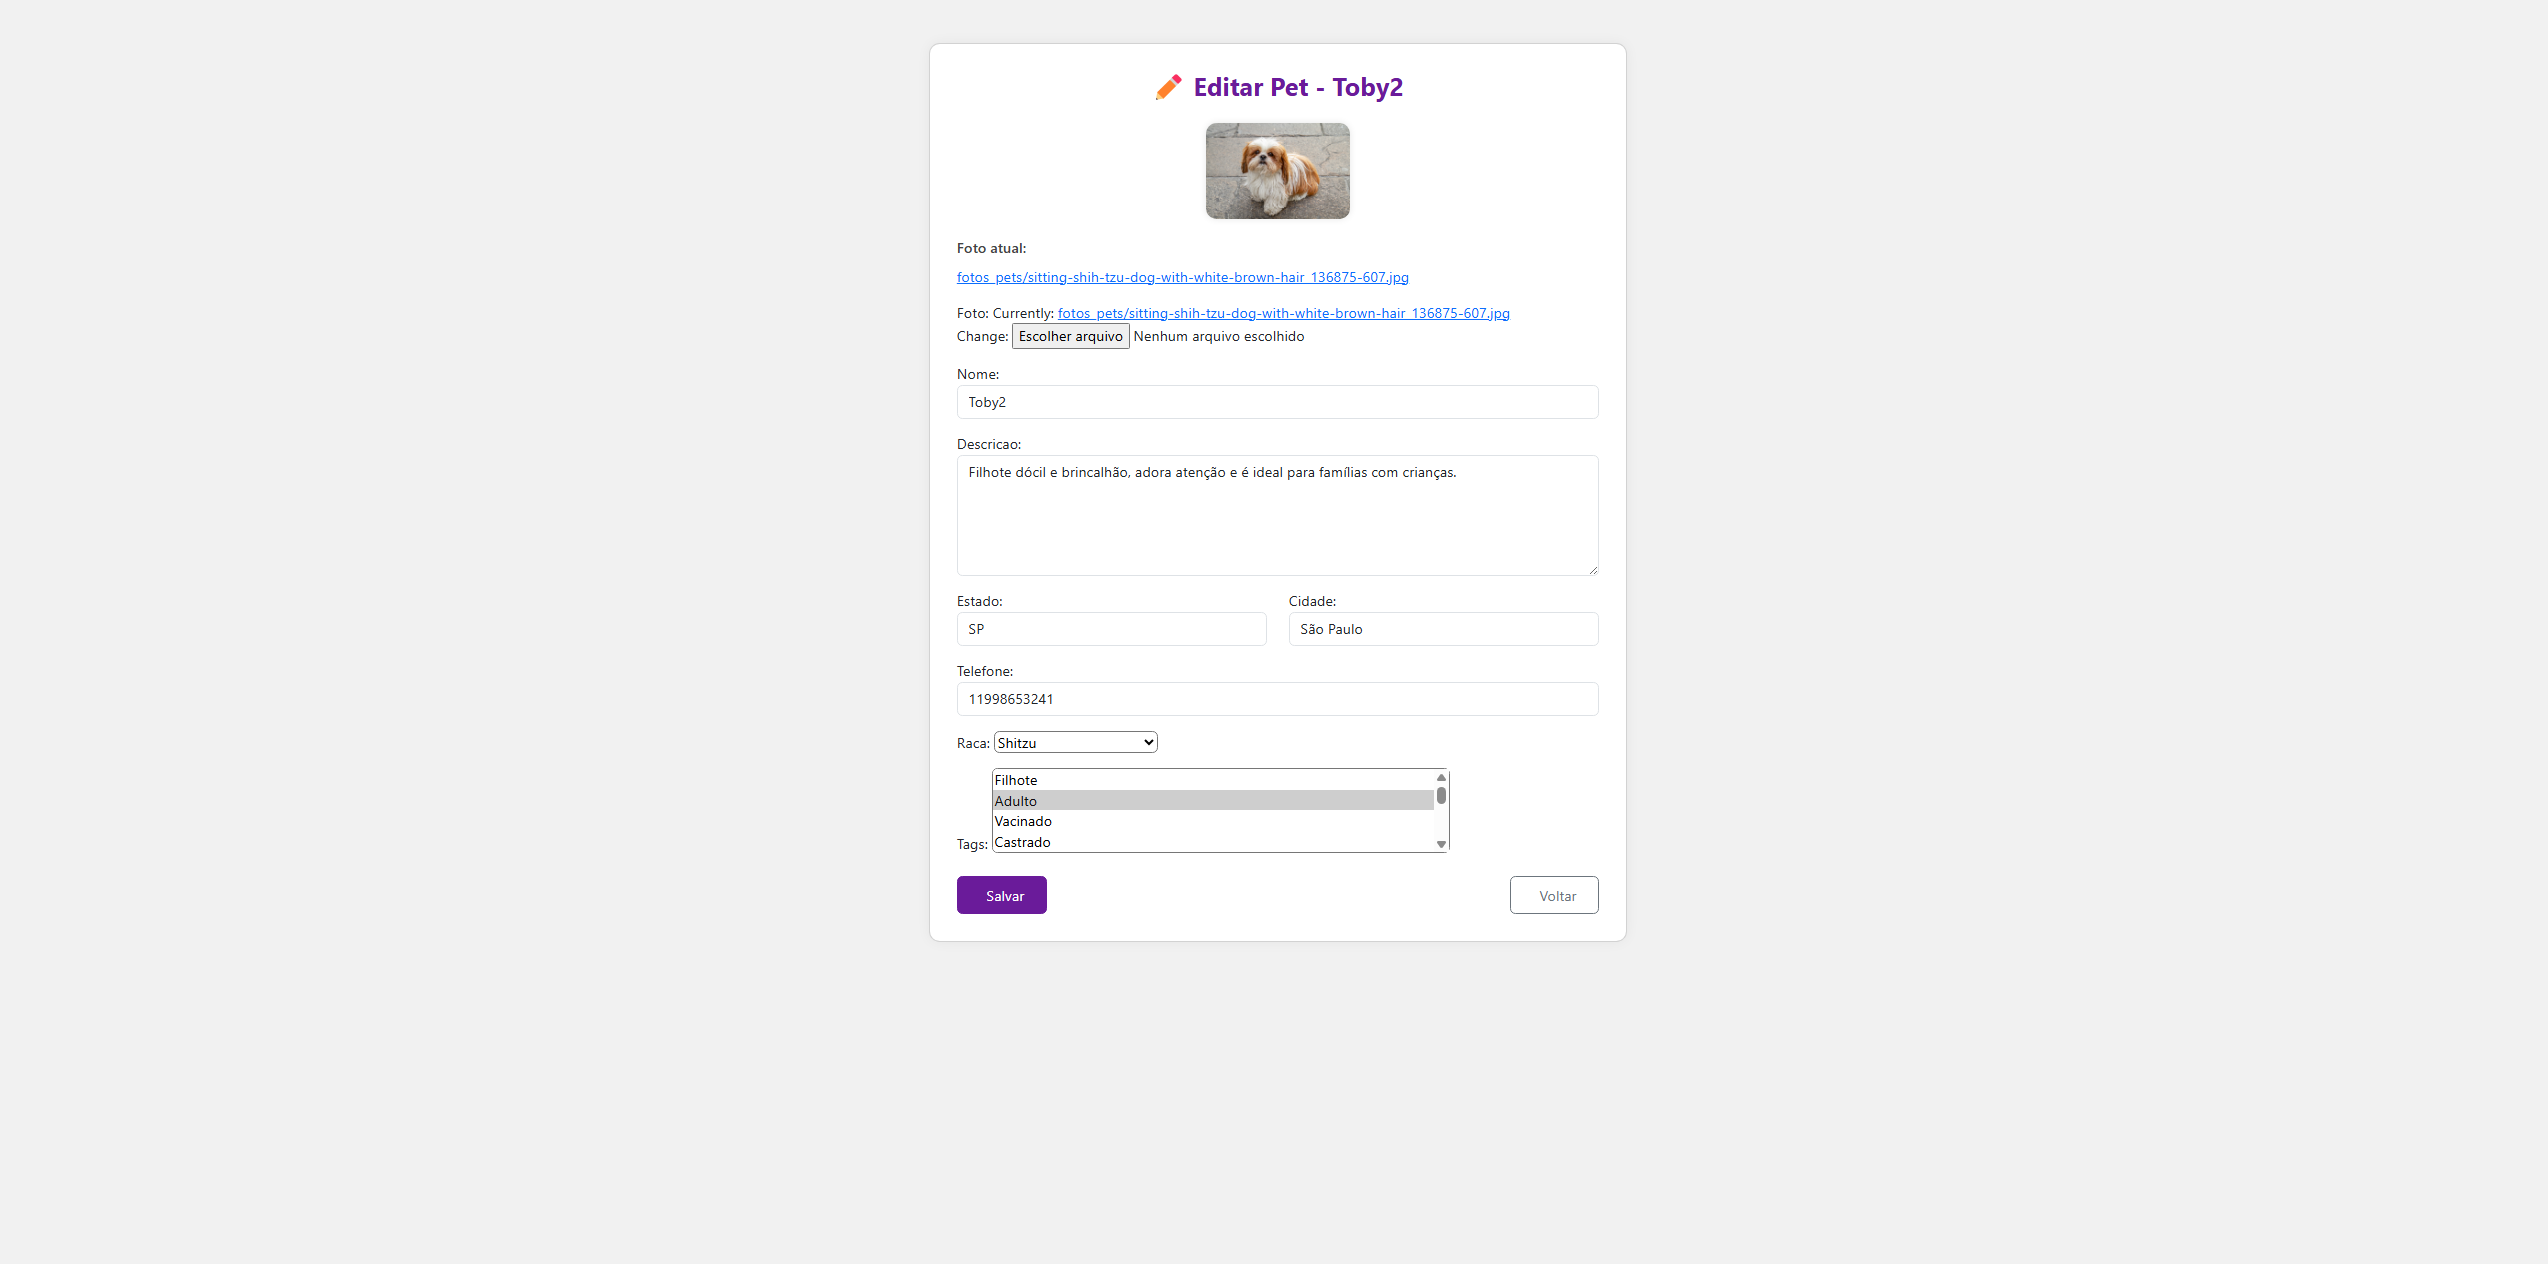 Editar Pet - Toby2
Foto atual:
fotos_pets/sitting-shih-tzu-dog-with-white-brown-hair_136875-607.jpg
Foto: Currently: fotos_pets/sitting-shih-tzu-dog-with-white-brown-hair_136875-607.jpg
Change: Escolher arquivo Nenhum arquivo escolhido
Nome:
Toby2
Descricao:
Filhote dócil e brincalhão, adora atenção e é ideal para famílias com crianças.
Estado: Cidade:
SP São Paulo
Telefone:
11998653241
Raca: Shitzu
Filhote
Adulto
Vacinado
Castrado
Tags:
Salvar Voltar